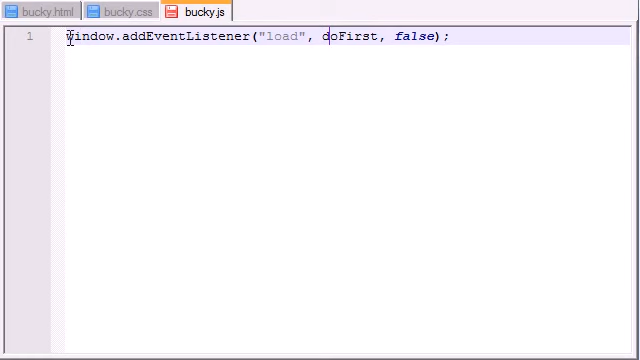 bucky.html bucky.css bucky.js
1 window.addEventListener("load", doFirst, false);